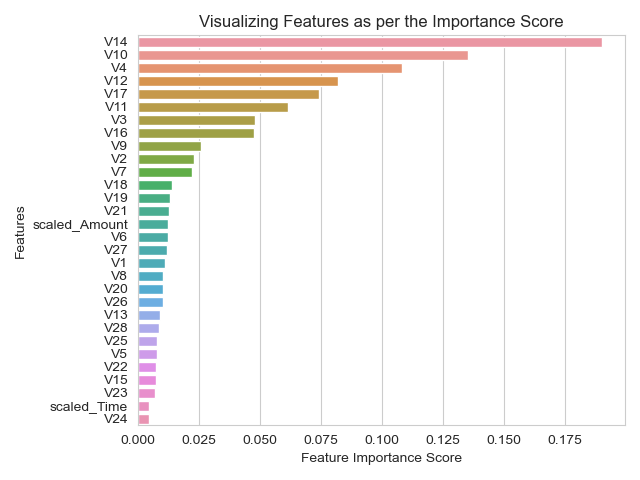 Visualizing Features as per the Importance Score
V14
V10
V4
V12
V17
V11
V3
V16
V9
V2
V7
V18
V19
V21
scaled_Amount
V6
V27
V1
V8
V20
V26
V13
V28
V25
V5
V22
V15
V23
scaled_Time
V24
Features
0.000 0.025 0.050 0.075 0.100 0.125 0.150 0.175
Feature Importance Score